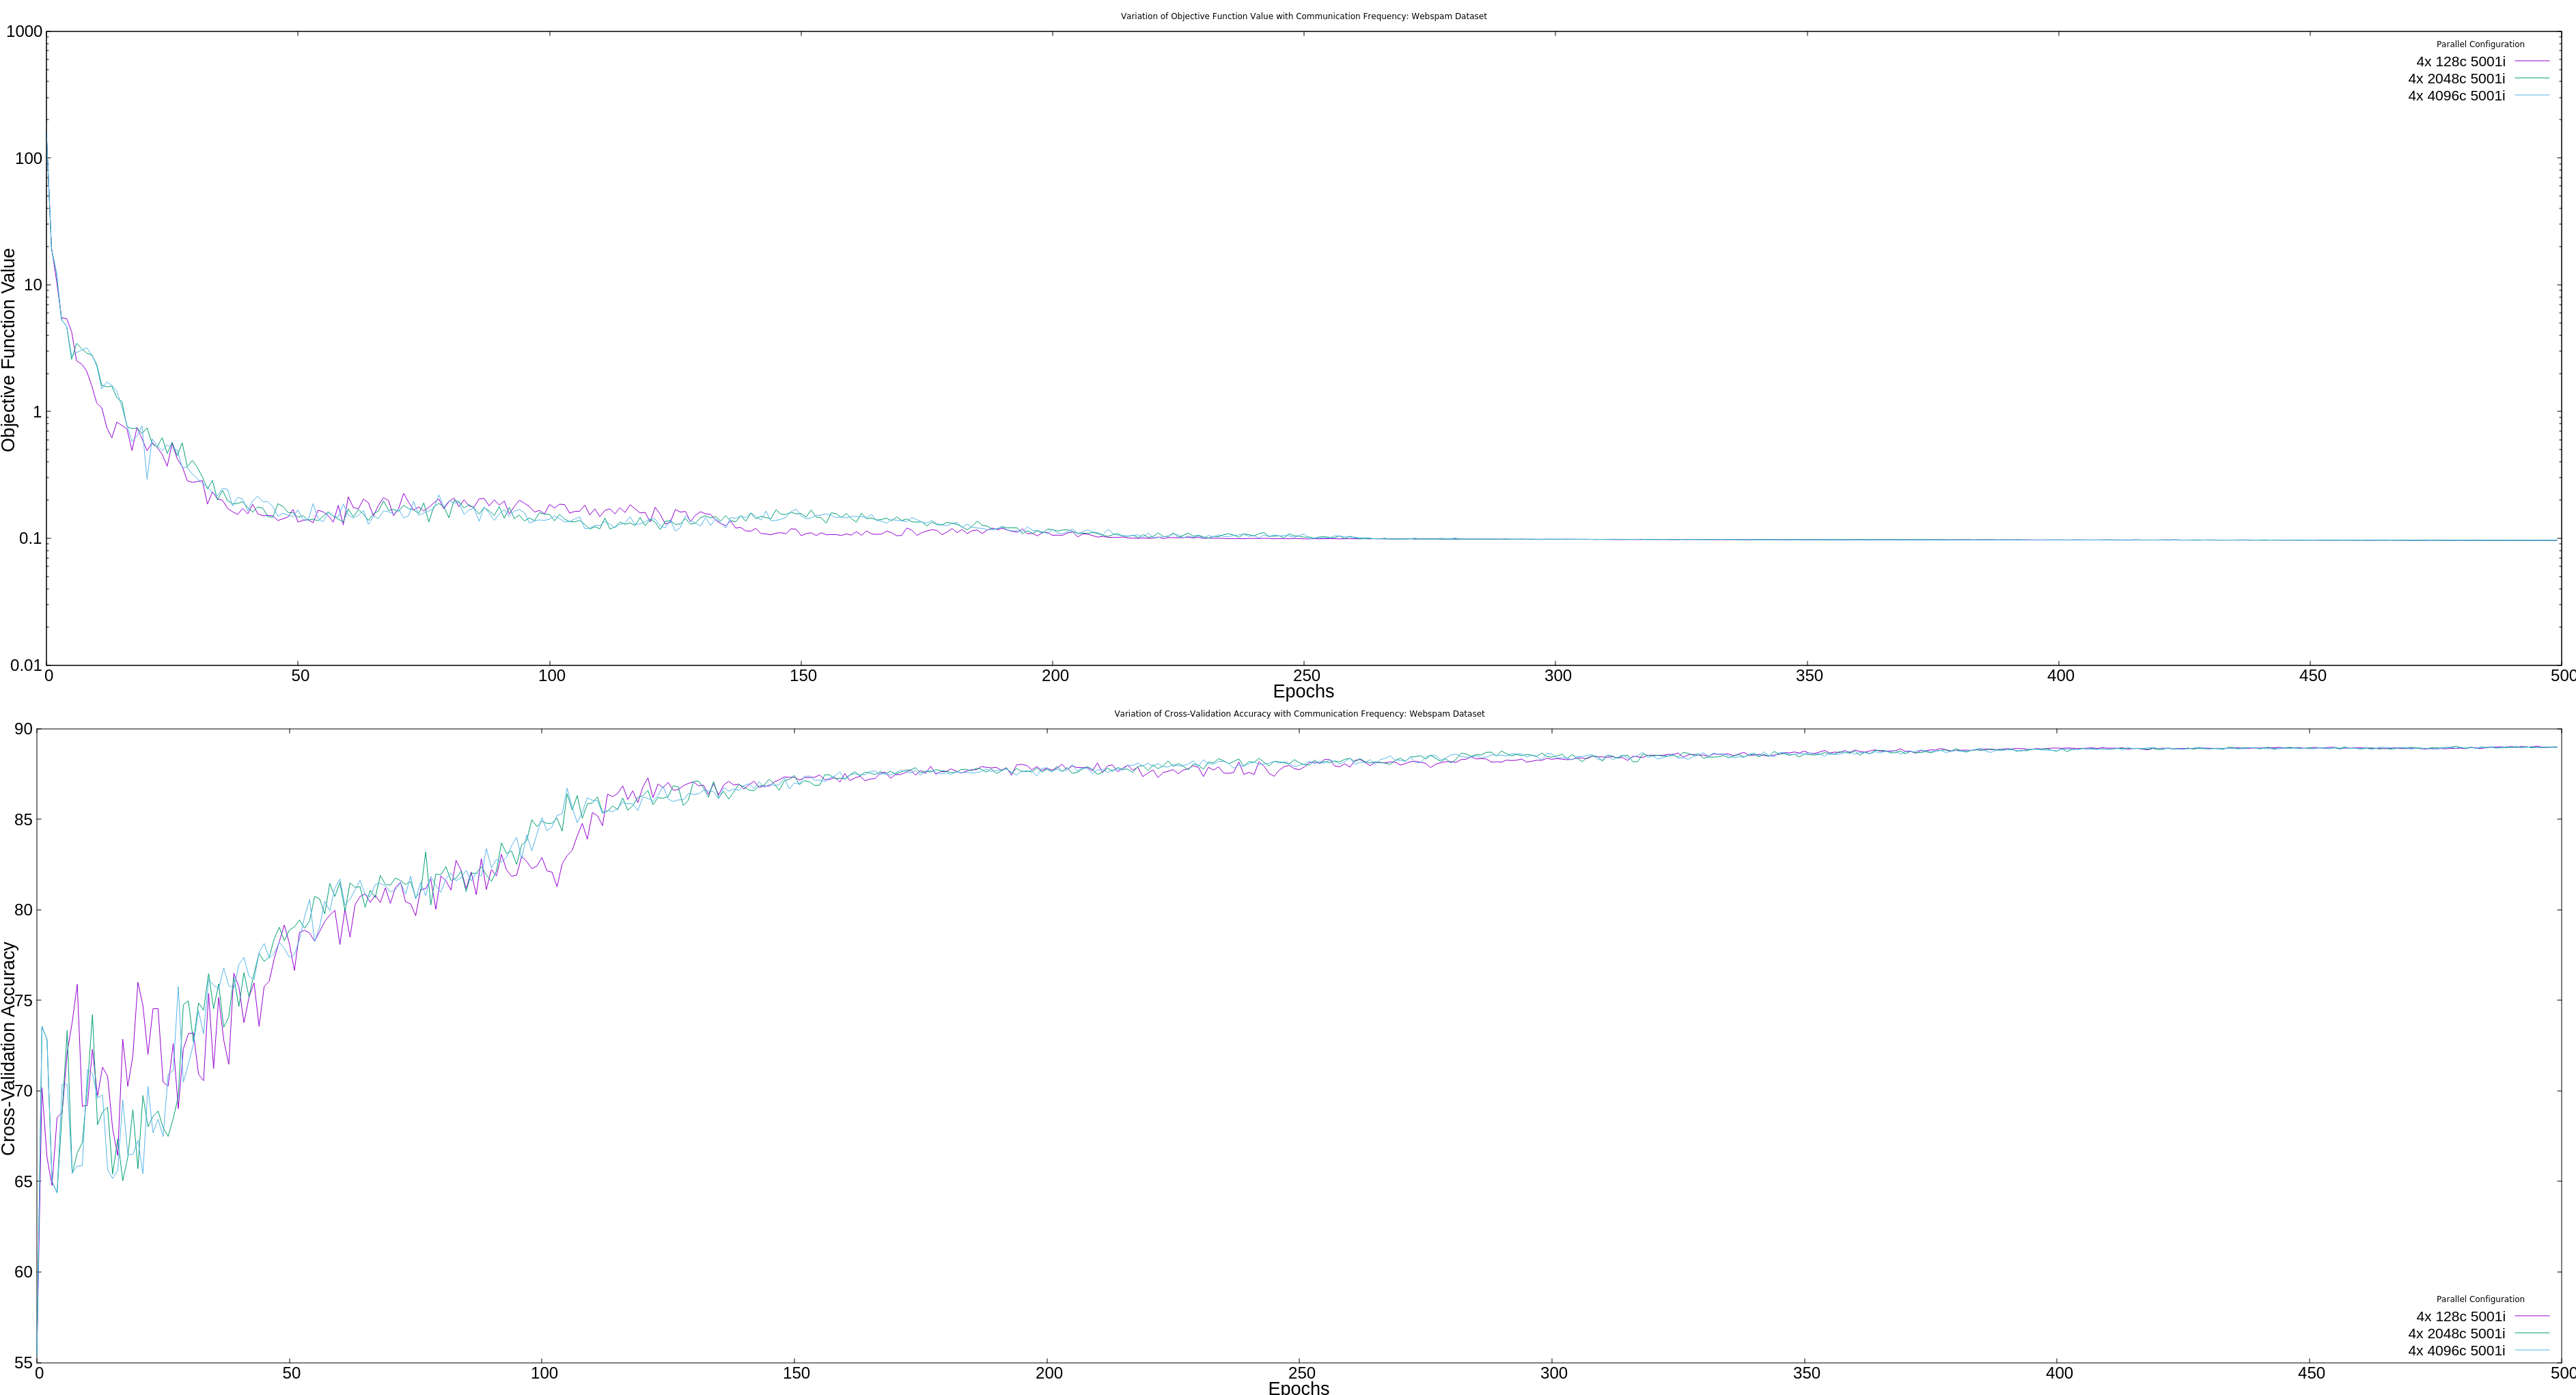 Variation of Objective Function Value with Communication Frequency: Webspam Dataset
1000
100
10
1
0.1
0.01
Objective Function Value
Parallel Configuration
4x 128c 5001i
4x 2048c 5001i
4x 4096c 5001i
0 50 100 150 200 250 300 350 400 450 500
Epochs
Variation of Cross-Validation Accuracy with Communication Frequency: Webspam Dataset
90
85
80
75
70
65
60
55
Cross-Validation Accuracy
Parallel Configuration
4x 128c 5001i
4x 2048c 5001i
4x 4096c 5001i
0 50 100 150 200 250 300 350 400 450 500
Epochs